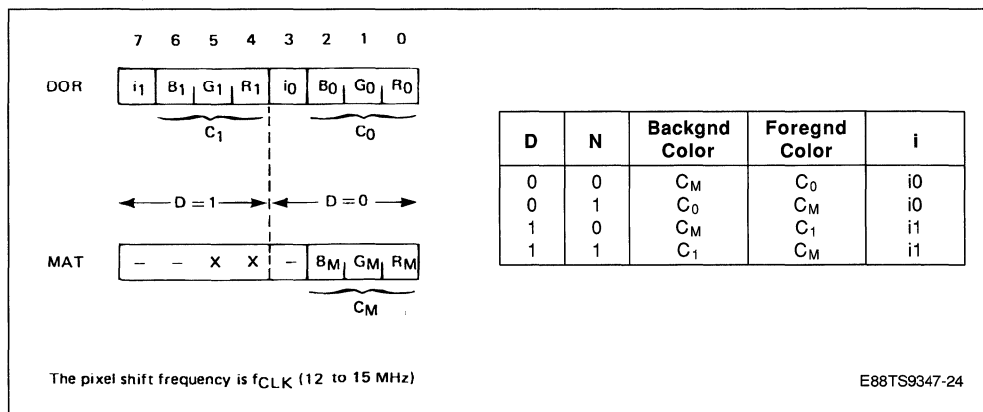 7 6 5 4 3 2 1 0
DOR i1 B1 G1 R1 i0 B0 G0 R0
C1 C0
D = 1 D = 0
MAT – – X X – BM GM RM
CM
The pixel shift frequency is fCLK (12 to 15 MHz)
D N Backgnd Color Foregnd Color i
0 0 CM C0 i0
0 1 C0 CM i0
1 0 CM C1 i1
1 1 C1 CM i1
E88TS9347-24